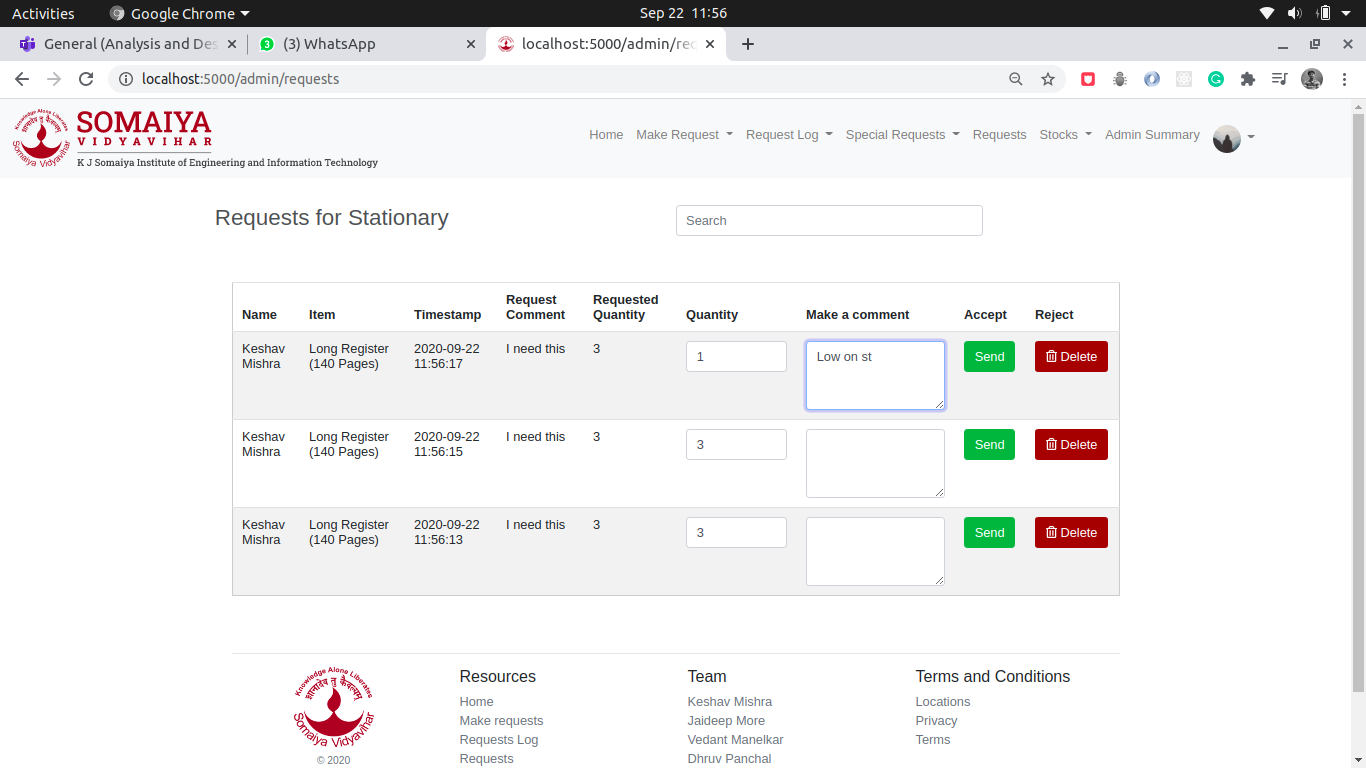 Activities
Google Chrome
Sep 22 11:56
General (Analysis and Des
(3) WhatsApp
localhost:5000/admin/rec
localhost:5000/admin/requests
SOMAIYA
VIDYAVIHAR
K J Somaiya Institute of Engineering and Information Technology
Knowledge Alone Liberates
ज्ञानादेव तु कैवल्यम्
Somaiya Vidyavihar
Home Make Request Request Log Special Requests Requests Stocks Admin Summary
Requests for Stationary
Search
Name Item Timestamp Request Comment Requested Quantity Quantity Make a comment Accept Reject
Keshav Mishra Long Register (140 Pages) 2020-09-22 11:56:17 I need this 3 1 Low on st Send Delete
Keshav Mishra Long Register (140 Pages) 2020-09-22 11:56:15 I need this 3 3 Send Delete
Keshav Mishra Long Register (140 Pages) 2020-09-22 11:56:13 I need this 3 3 Send Delete
Knowledge Alone Liberates
ज्ञानादेव तु कैवल्यम्
Somaiya Vidyavihar
© 2020
Resources
Home
Make requests
Requests Log
Requests
Team
Keshav Mishra
Jaideep More
Vedant Manelkar
Dhruv Panchal
Terms and Conditions
Locations
Privacy
Terms